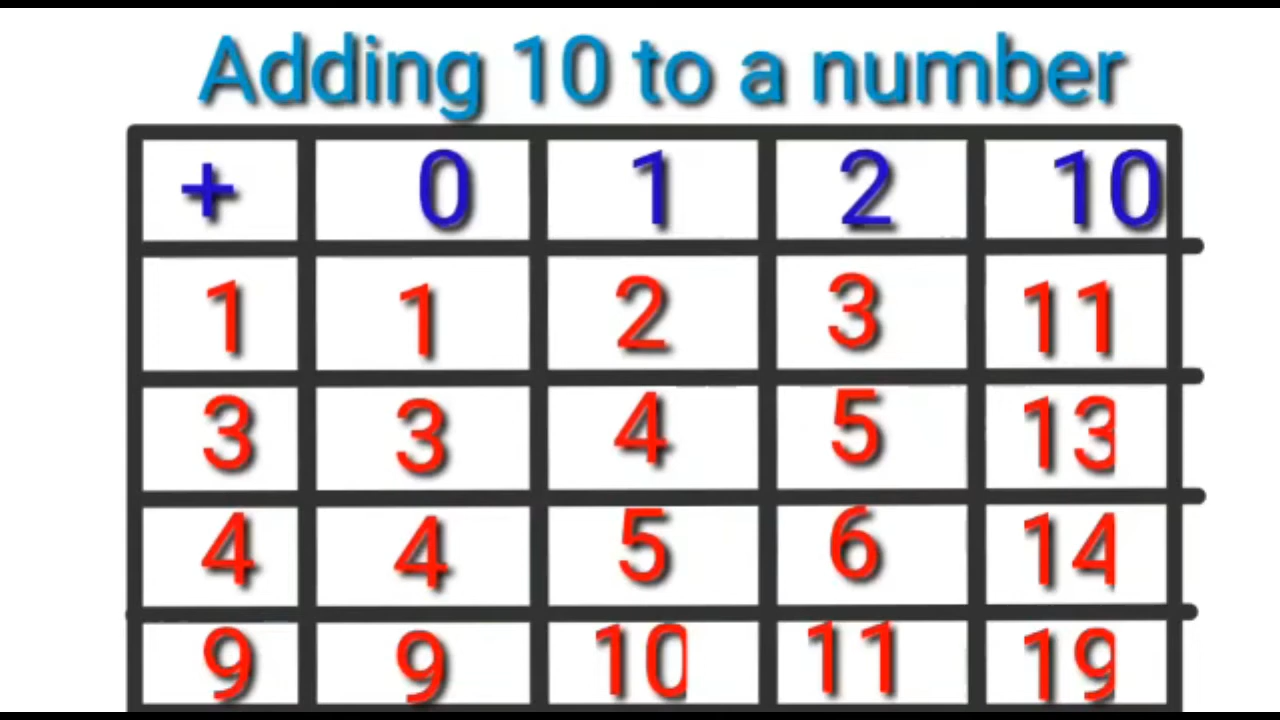 Adding 10 to a number
+ 0 1 2 10
1 1 2 3 11
3 3 4 5 13
4 4 5 6 14
9 9 10 11 19